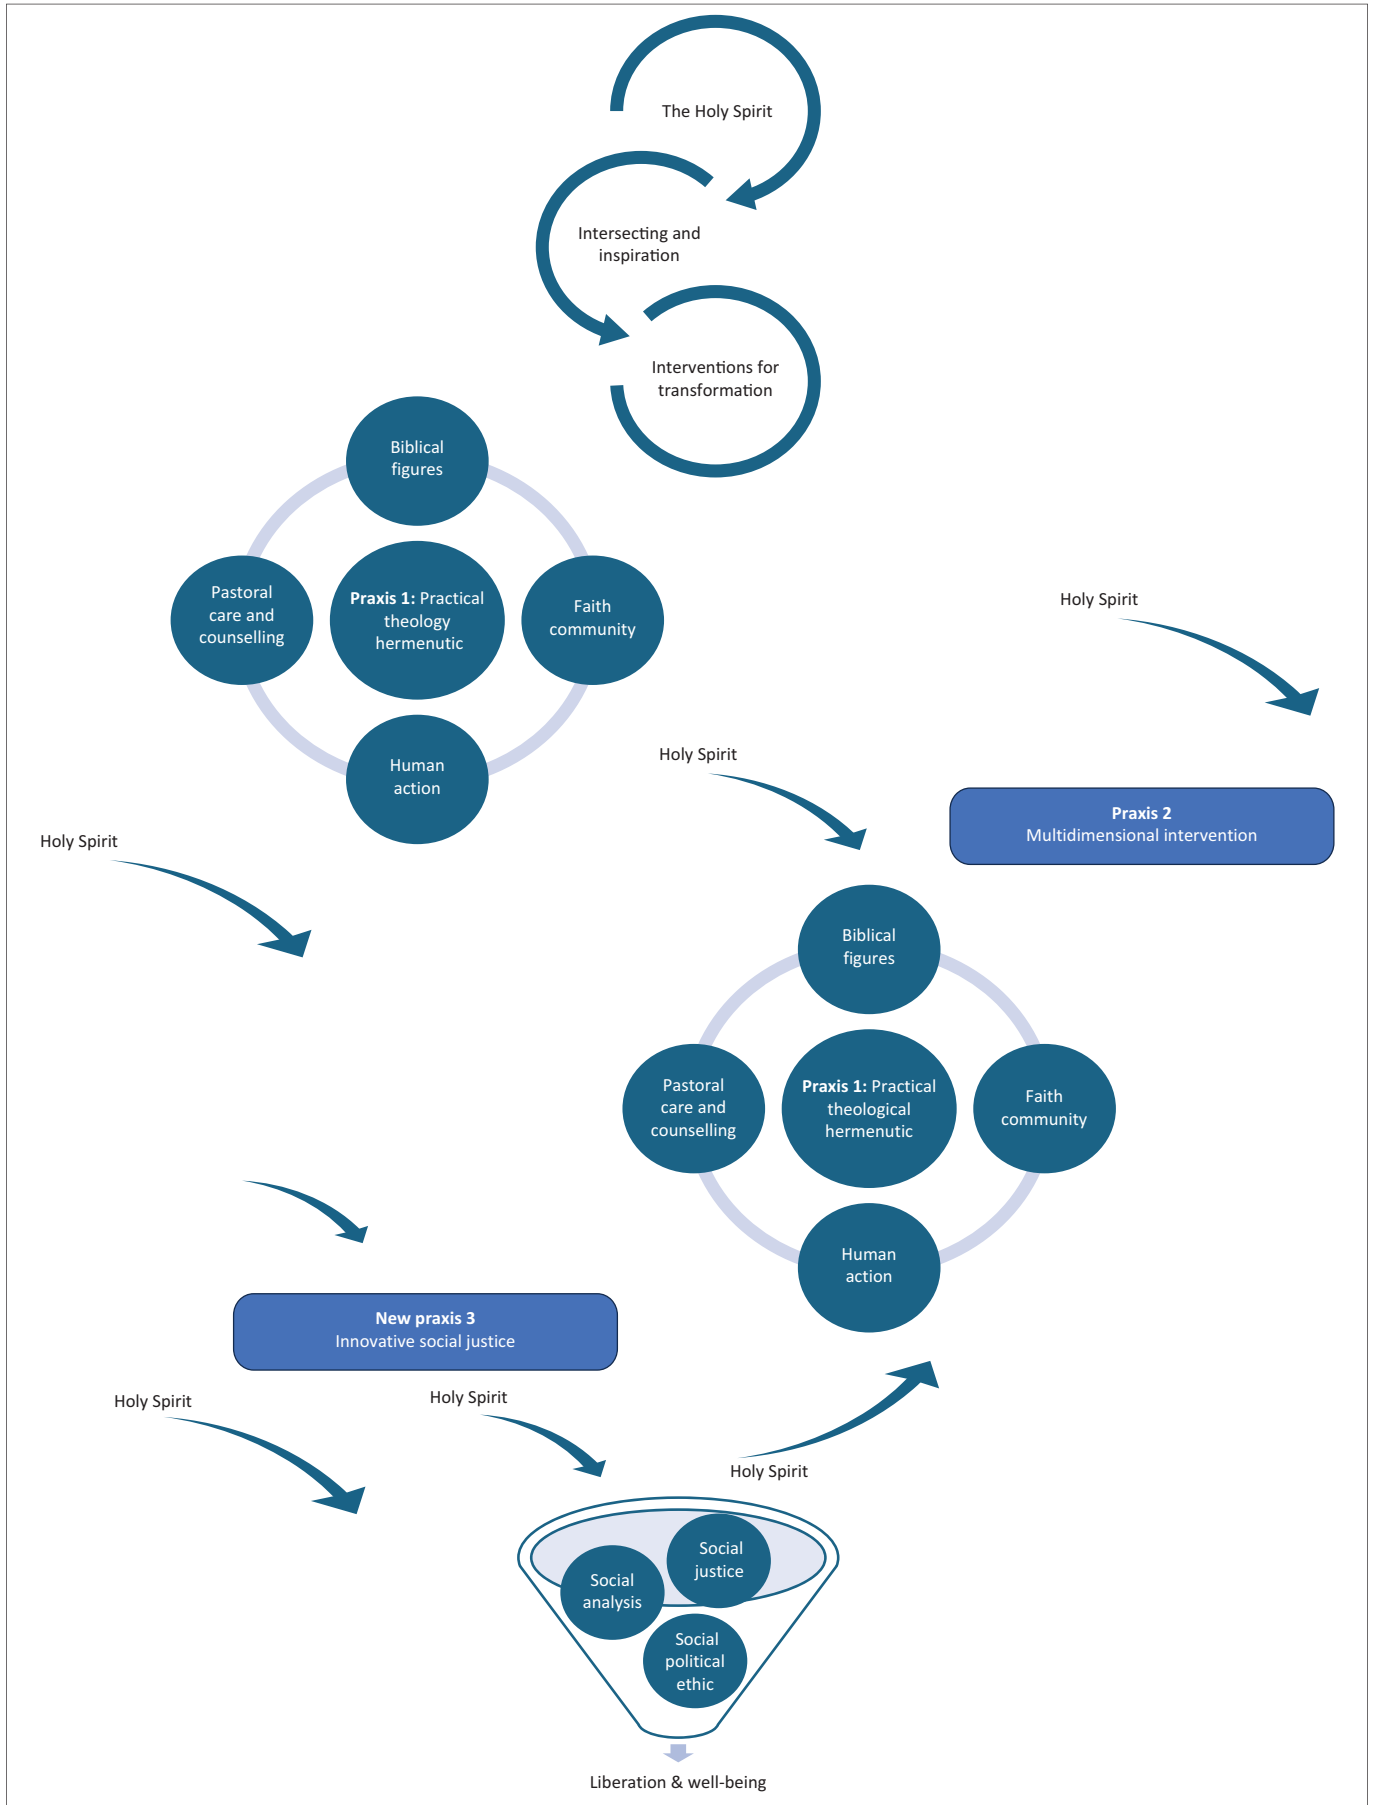 The Holy Spirit
Intersecting and
inspiration
Interventions for
transformation
Biblical
figures
Pastoral
care and
counselling
Praxis 1: Practical
theology
hermenutic
Faith
community
Human
action
Holy Spirit
Holy Spirit
Praxis 2
Multidimensional intervention
Holy Spirit
Biblical
figures
Pastoral
care and
counselling
Praxis 1: Practical
theological
hermenutic
Faith
community
Human
action
New praxis 3
Innovative social justice
Holy Spirit
Holy Spirit
Holy Spirit
Social
justice
Social
analysis
Social
political
ethic
Liberation & well-being